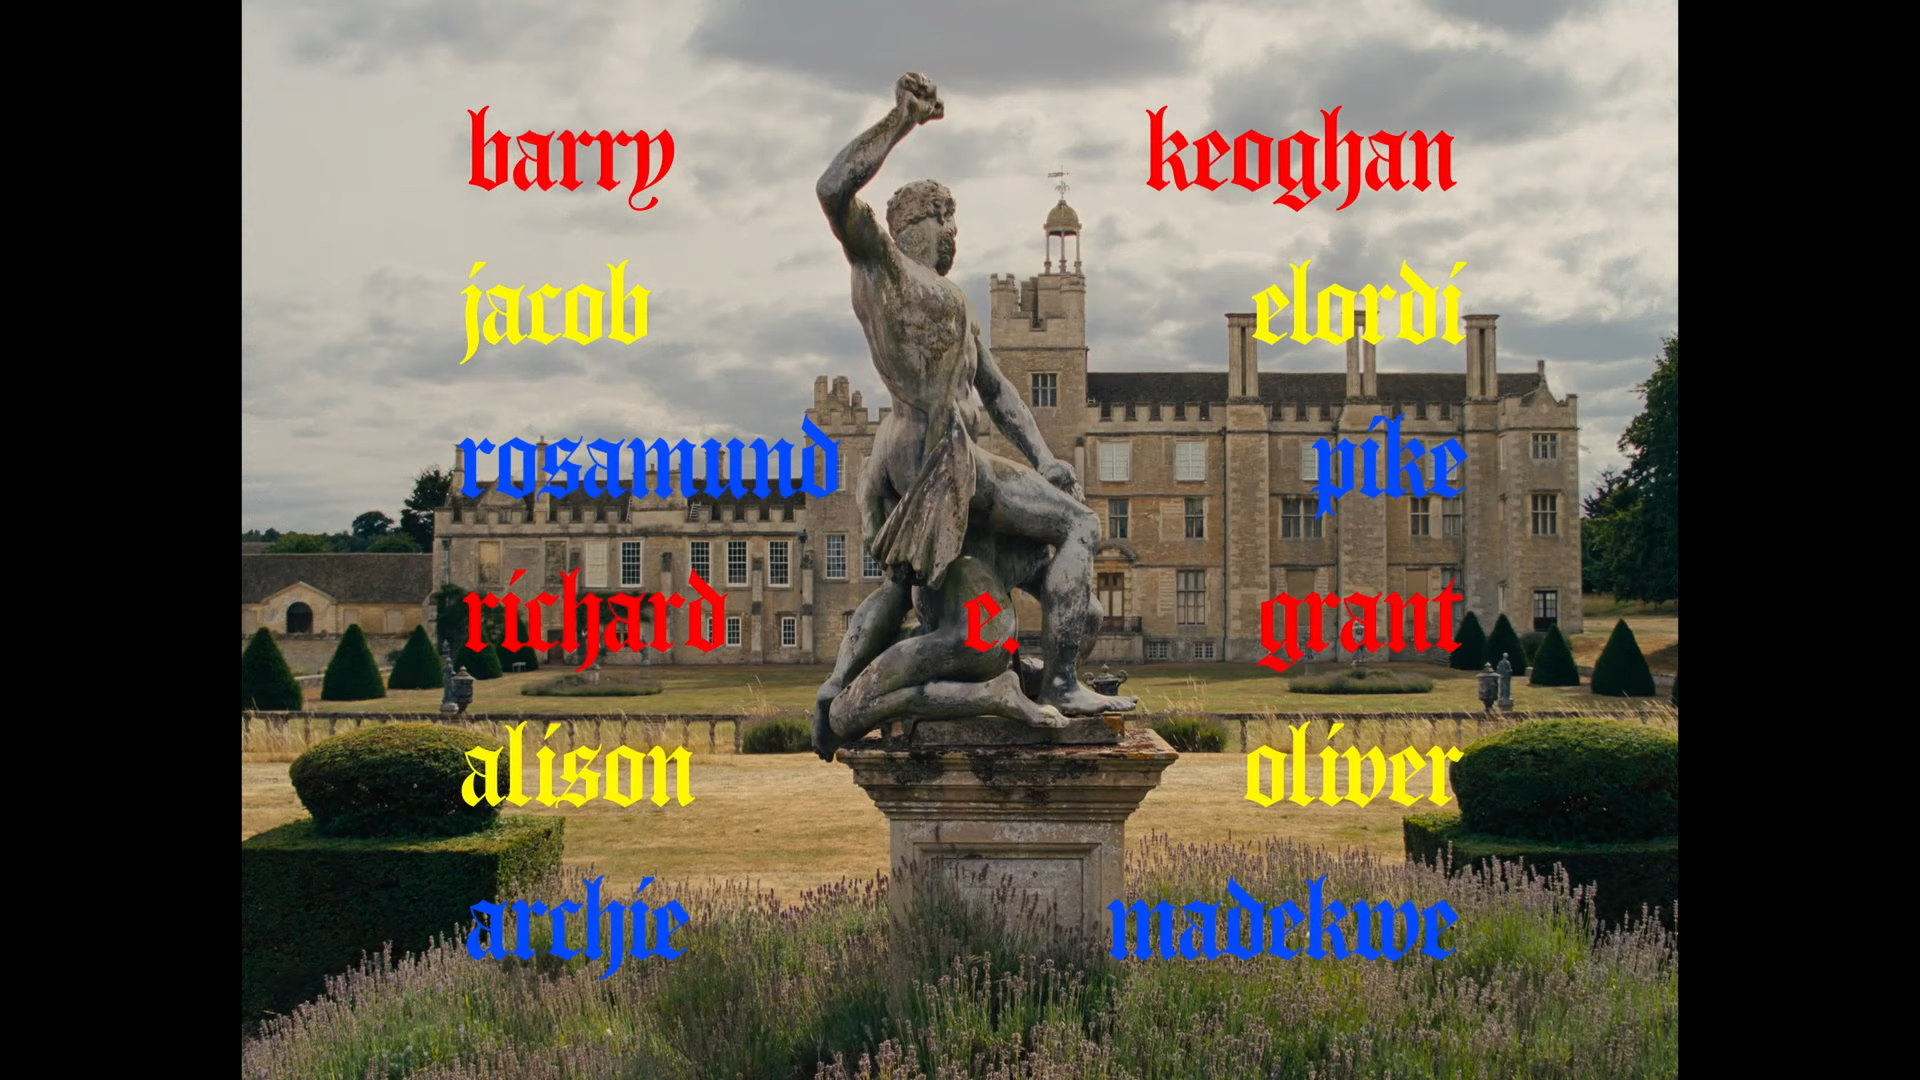 barry keoghan
jacob elordi
rosamund pike
richard e. grant
alison oliver
archie madekwe